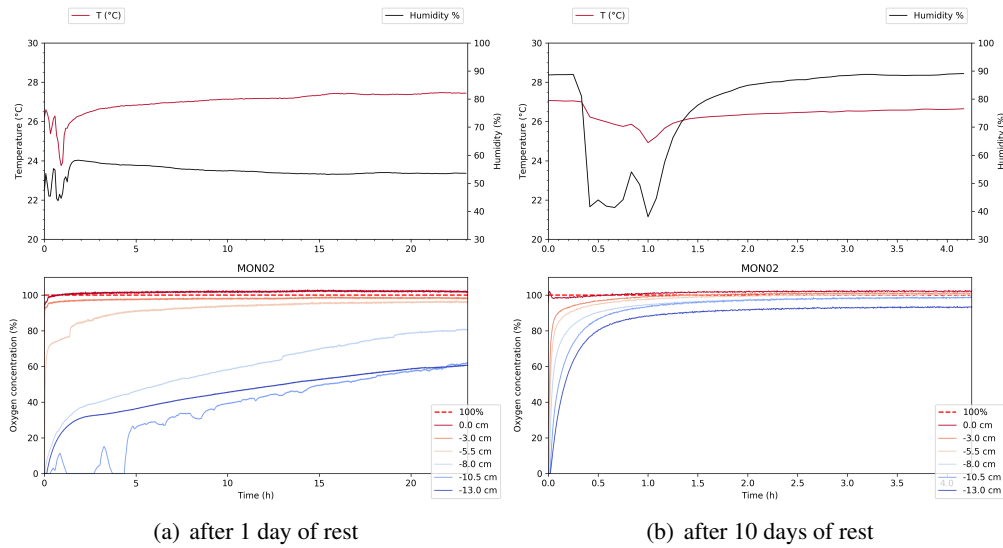 T (°C)
Humidity %
T (°C)
Humidity %
30
28
26
24
22
20
Temperature (°C)
100
90
80
70
60
50
40
30
Humidity (%)
0
5
10
15
20
30
28
26
24
22
20
Temperature (°C)
100
90
80
70
60
50
40
30
Humidity (%)
0.0
0.5
1.0
1.5
2.0
2.5
3.0
3.5
4.0
MON02
100
80
60
40
20
0
Oxygen concentration (%)
100%
0.0 cm
-3.0 cm
-5.5 cm
-8.0 cm
-10.5 cm
-13.0 cm
0
5
10
15
20
Time (h)
MON02
100
80
60
40
20
0
Oxygen concentration (%)
100%
0.0 cm
-3.0 cm
-5.5 cm
-8.0 cm
-10.5 cm
-13.0 cm
0.0
0.5
1.0
1.5
2.0
2.5
3.0
3.5
4.0
Time (h)
(a) after 1 day of rest
(b) after 10 days of rest